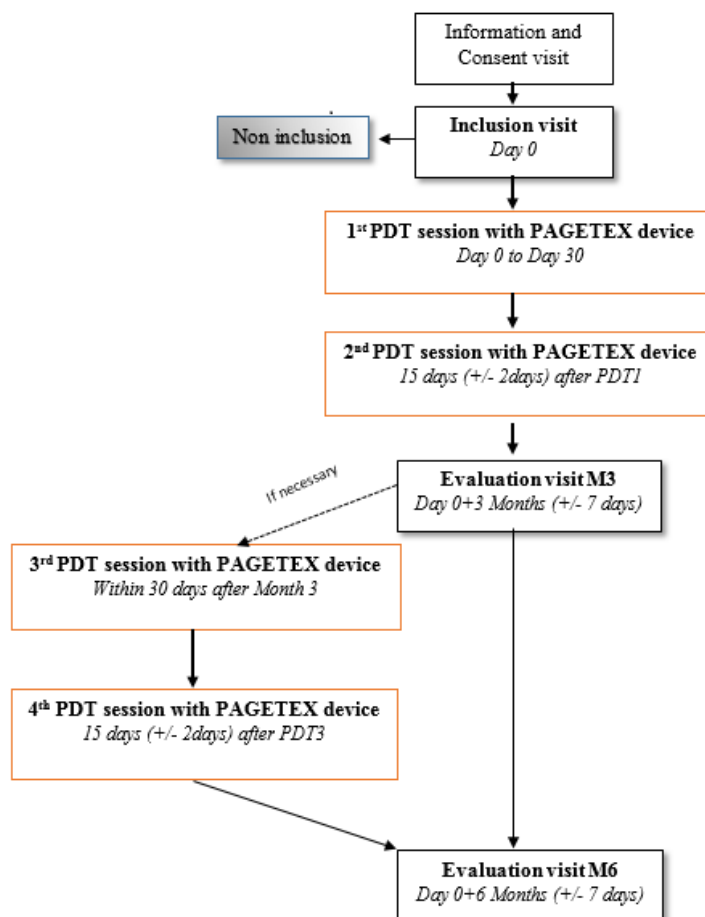 Information and
Consent visit
Inclusion visit
Day 0
Non inclusion
1st PDT session with PAGETEX device
Day 0 to Day 30
2nd PDT session with PAGETEX device
15 days (+/- 2days) after PDT1
Evaluation visit M3
Day 0+3 Months (+/- 7 days)
If necessary
3rd PDT session with PAGETEX device
Within 30 days after Month 3
4th PDT session with PAGETEX device
15 days (+/- 2days) after PDT3
Evaluation visit M6
Day 0+6 Months (+/- 7 days)